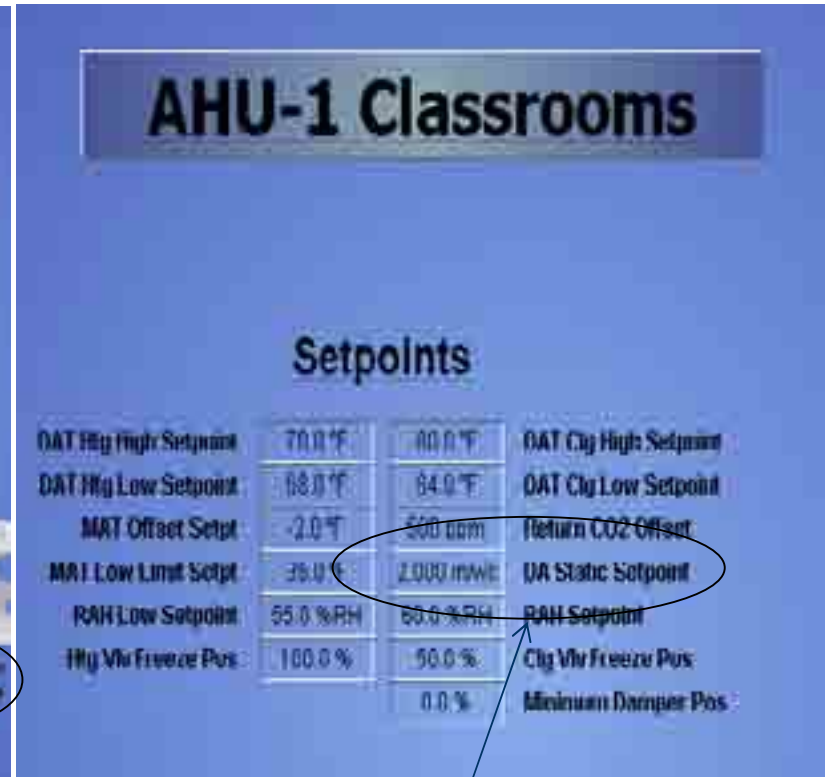 AHU-1 Classrooms
Setpoints
DAT Htg High Setpoint 70.0 °F DAT Clg High Setpoint
DAT Htg Low Setpoint 68.0 °F 64.0 °F DAT Clg Low Setpoint
MAT Offset Setpt -2.0 °F 500 ppm Return CO2 Offset
MAT Low Limit Setpt 2.000 in/wc DA Static Setpoint
RAH Low Setpoint 55.0 %RH 60.0 %RH RAH Setpoint
Htg Vlv Freeze Pos 100.0 % 50.0 % Clg Vlv Freeze Pos
0.0 % Minimum Damper Pos